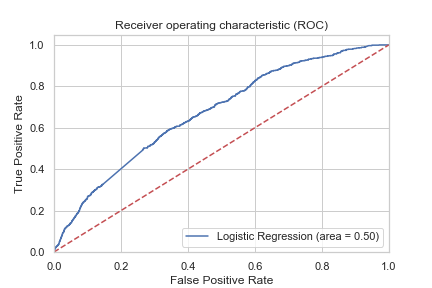 Receiver operating characteristic (ROC)
True Positive Rate
1.0
0.8
0.6
0.4
0.2
0.0
0.0 0.2 0.4 0.6 0.8 1.0
False Positive Rate
Logistic Regression (area = 0.50)